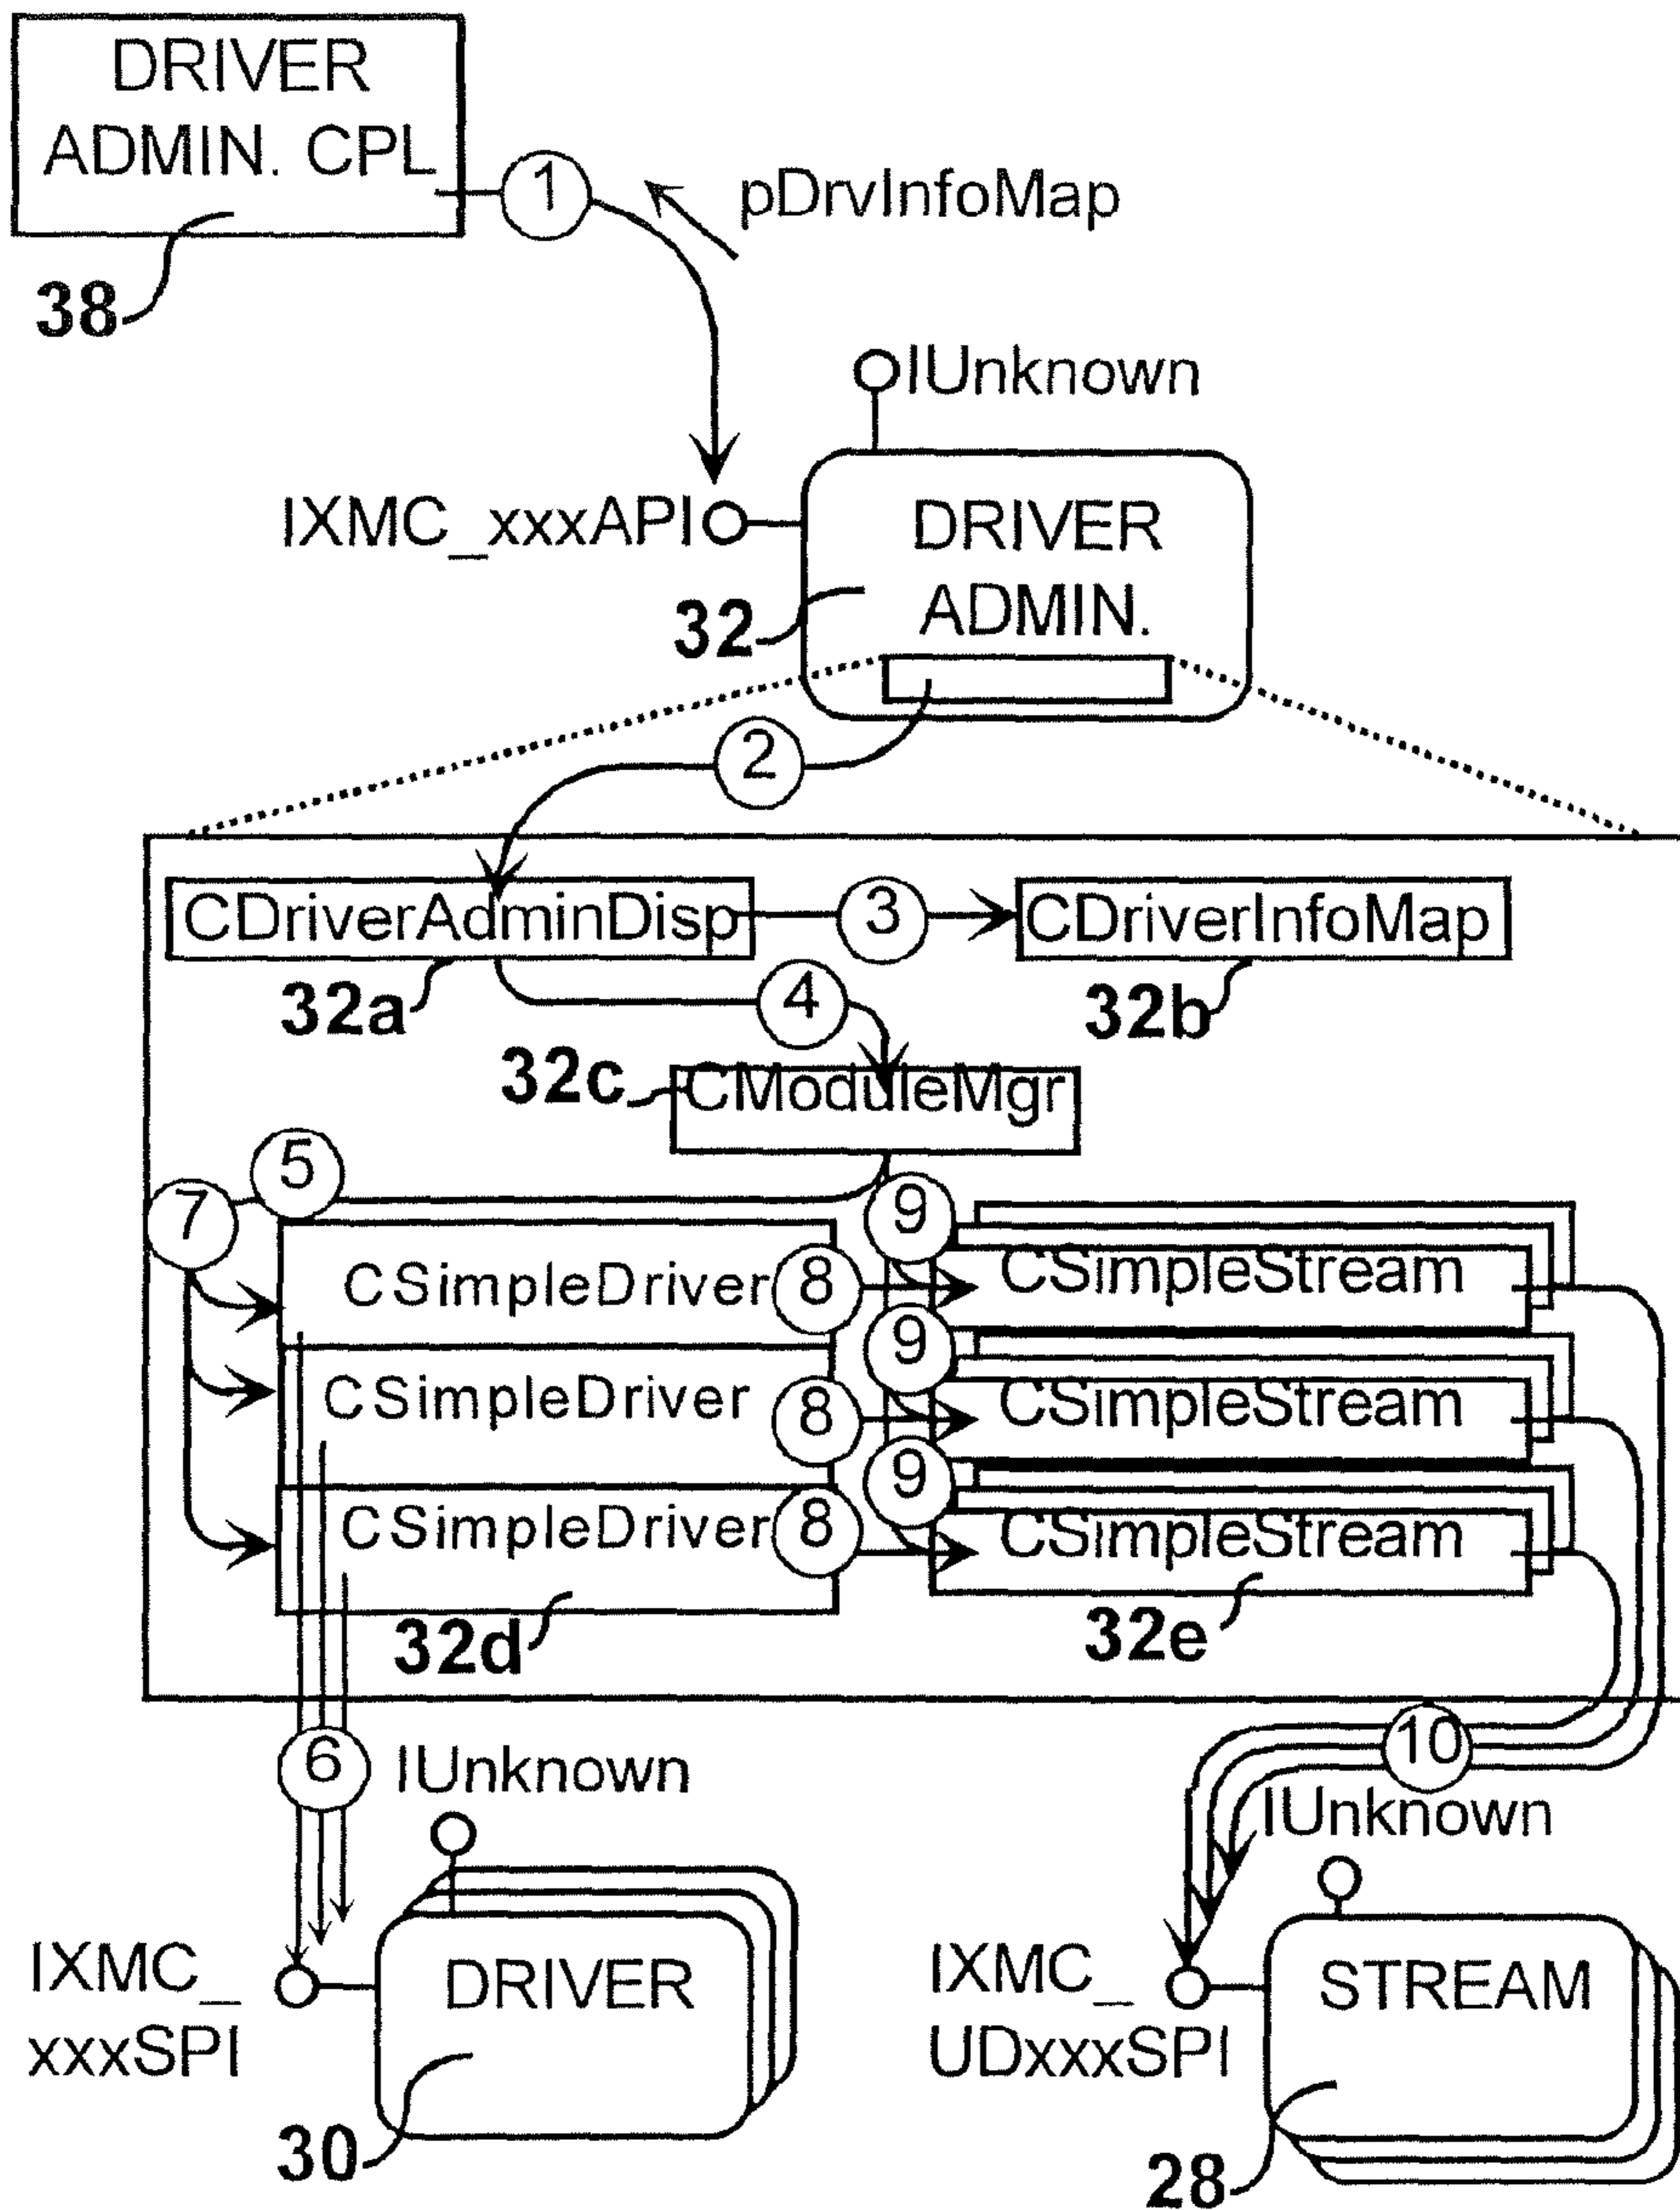 DRIVER
ADMIN. CPL
1
pDrvInfoMap
38
IUnknown
IXMC_xxxAPI
DRIVER
ADMIN.
32
2
CDriverAdminDisp
3
CDriverInfoMap
32a
4
32b
32c
CModuleMgr
5
7
9
CSimpleDriver
8
CSimpleStream
9
CSimpleDriver
8
CSimpleStream
9
CSimpleDriver
8
CSimpleStream
32d
32e
6
IUnknown
10
IUnknown
IXMC_
xxxSPI
DRIVER
IXMC_
UDxxxSPI
STREAM
30
28